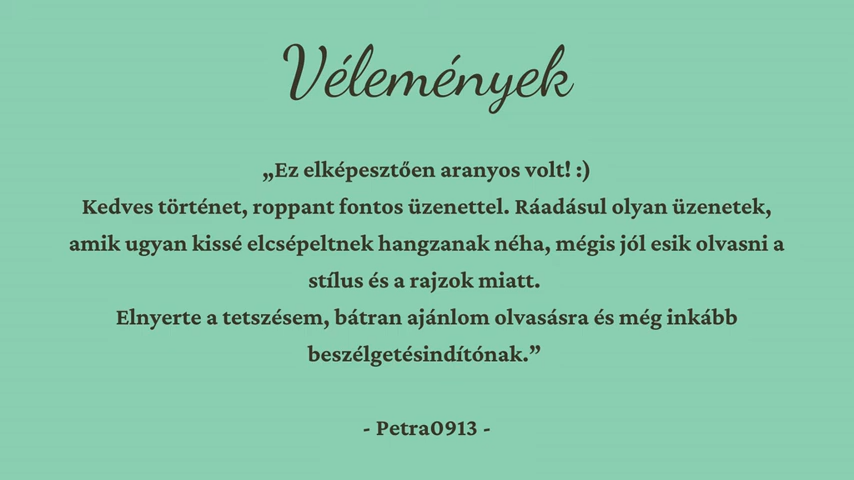 Vélemények
„Ez elképesztően aranyos volt! :)
Kedves történet, roppant fontos üzenettel. Ráadásul olyan üzenetek,
amik ugyan kissé elcsépeltnek hangzanak néha, mégis jól esik olvasni a
stílus és a rajzok miatt.
Elnyerte a tetszésem, bátran ajánlom olvasásra és még inkább
beszélgetésindítónak.”
- Petra0913 -